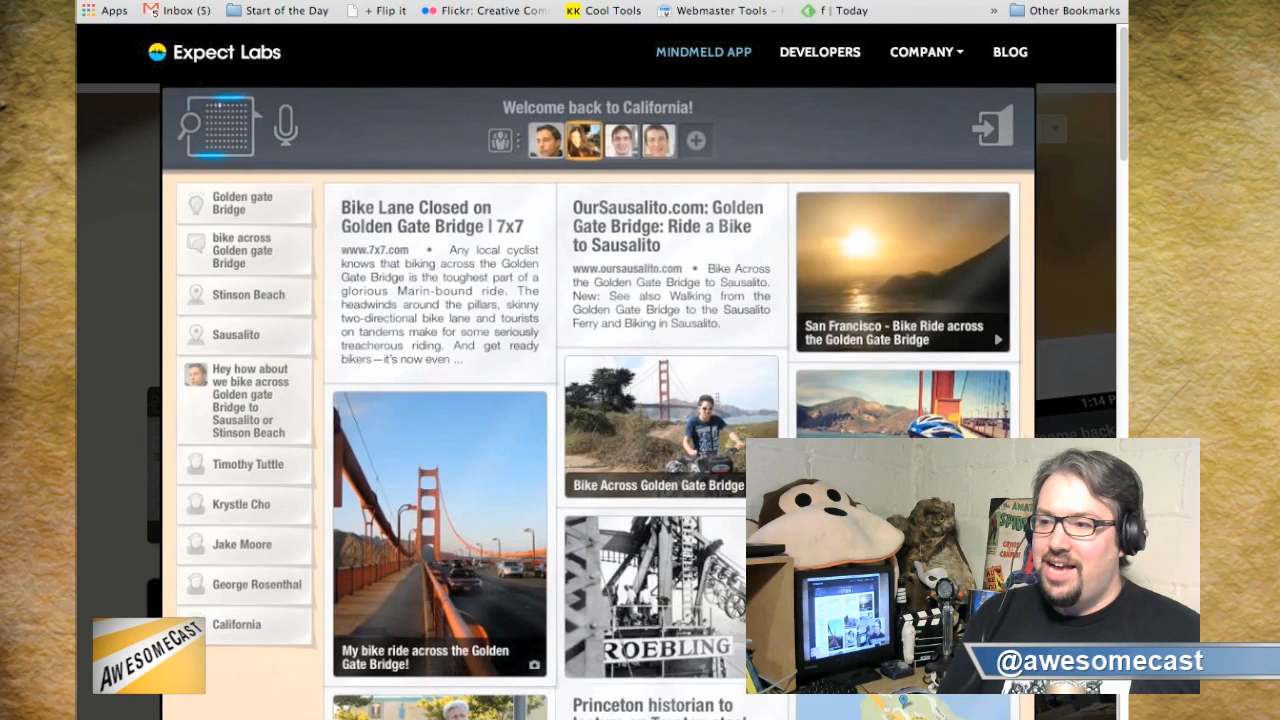 Apps
Inbox (5)
Start of the Day
+ Flip it
Flickr: Creative Com
KK Cool Tools
Webmaster Tools -
f | Today
»
Other Bookmarks
Expect Labs
MINDMELD APP
DEVELOPERS
COMPANY
BLOG
Welcome back to California!
Golden gate
Bridge
bike across
Golden gate
Bridge
Stinson Beach
Sausalito
Hey how about
we bike across
Golden gate
Bridge to
Sausalito or
Stinson Beach
Timothy Tuttle
Krystle Cho
Jake Moore
George Rosenthal
California
Bike Lane Closed on
Golden Gate Bridge | 7x7
www.7x7.com • Any local cyclist
knows that biking across the Golden
Gate Bridge is the toughest part of a
glorious Marin-bound ride. The
headwinds around the pillars, skinny
two-directional bike lane and tourists
on tandems make for some seriously
treacherous riding. And get ready
bikers—it's now even ...
My bike ride across the Golden
Gate Bridge!
OurSausalito.com: Golden
Gate Bridge: Ride a Bike
to Sausalito
www.oursausalito.com • Bike Across
the Golden Gate Bridge to Sausalito.
New: See also Walking from the
Golden Gate Bridge to the Sausalito
Ferry and Biking in Sausalito.
Bike Across Golden Gate Bridge
ROEBLING
Princeton historian to
San Francisco - Bike Ride across
the Golden Gate Bridge
1:14 P
AWESOMECAST
@awesomecast